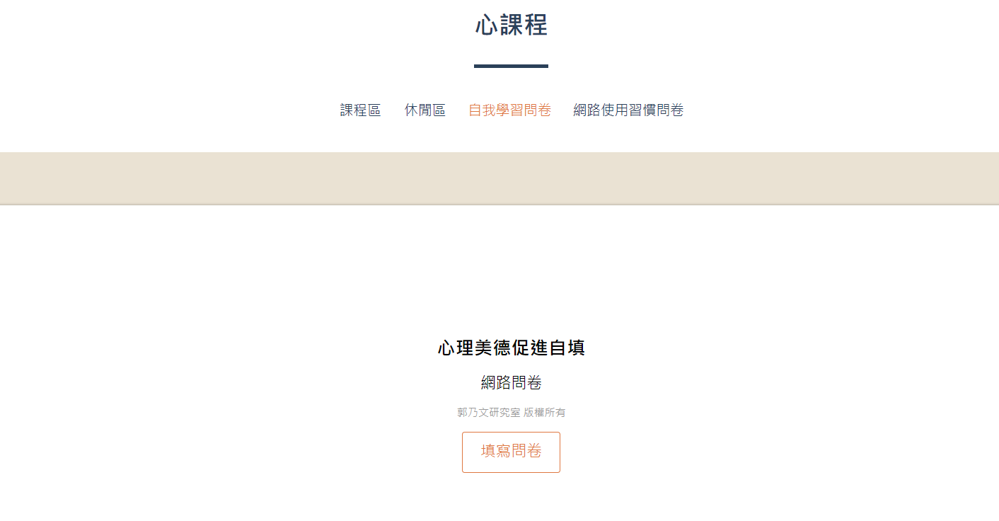 心課程
課程區 休閒區 自我學習問卷 網路使用習慣問卷
心理美德促進自填
網路問卷
郭乃文研究室 版權所有
填寫問卷